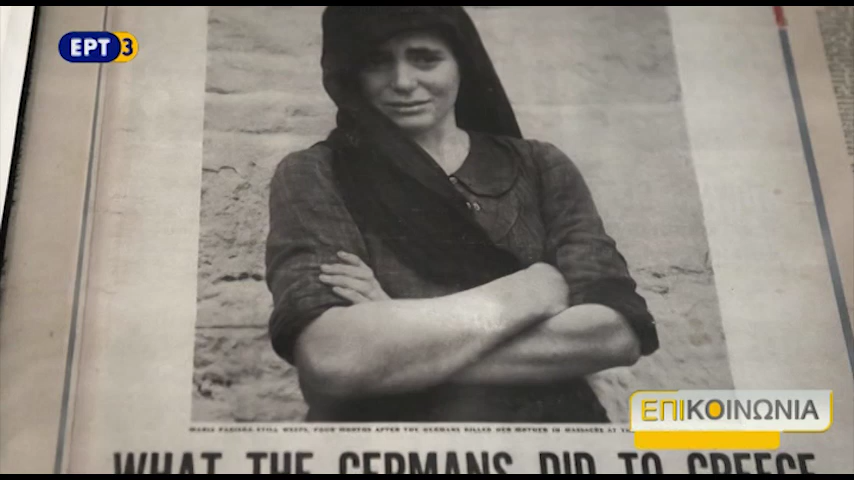 ΕΡΤ3
MARIA PADISKA STILL WEEPS, FOUR MONTHS AFTER THE GERMANS KILLED HER MOTHER IN MASSACRE AT
ΕΠΙΚΟΙΝΩΝΙΑ
WHAT THE GERMANS DID TO GREECE